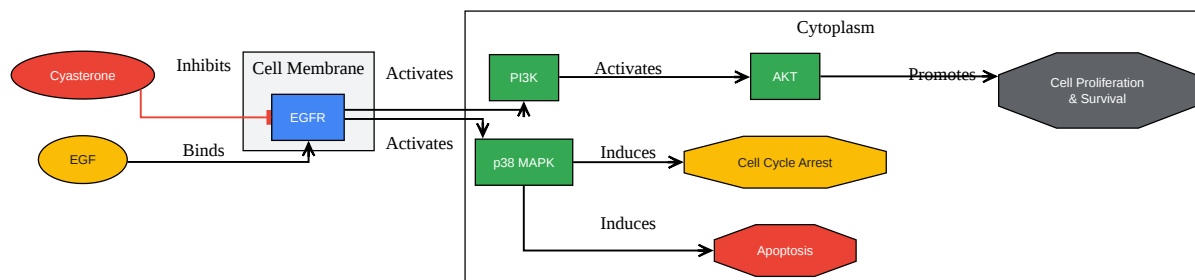 Cytoplasm
Cyasterone
Inhibits
Cell Membrane
EGFR
Activates
PI3K
Activates
AKT
Promotes
Cell Proliferation
& Survival
EGF
Binds
Activates
p38 MAPK
Induces
Cell Cycle Arrest
Induces
Apoptosis